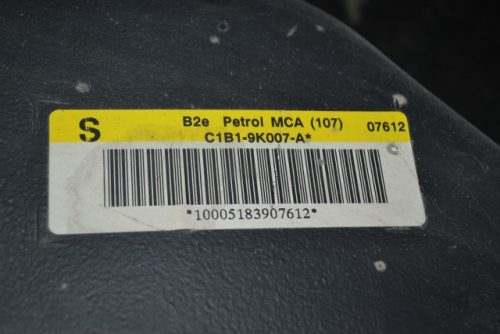 S
B2e Petrol MCA (107) 07612
C1B1-9K007-A*
*10005183907612*